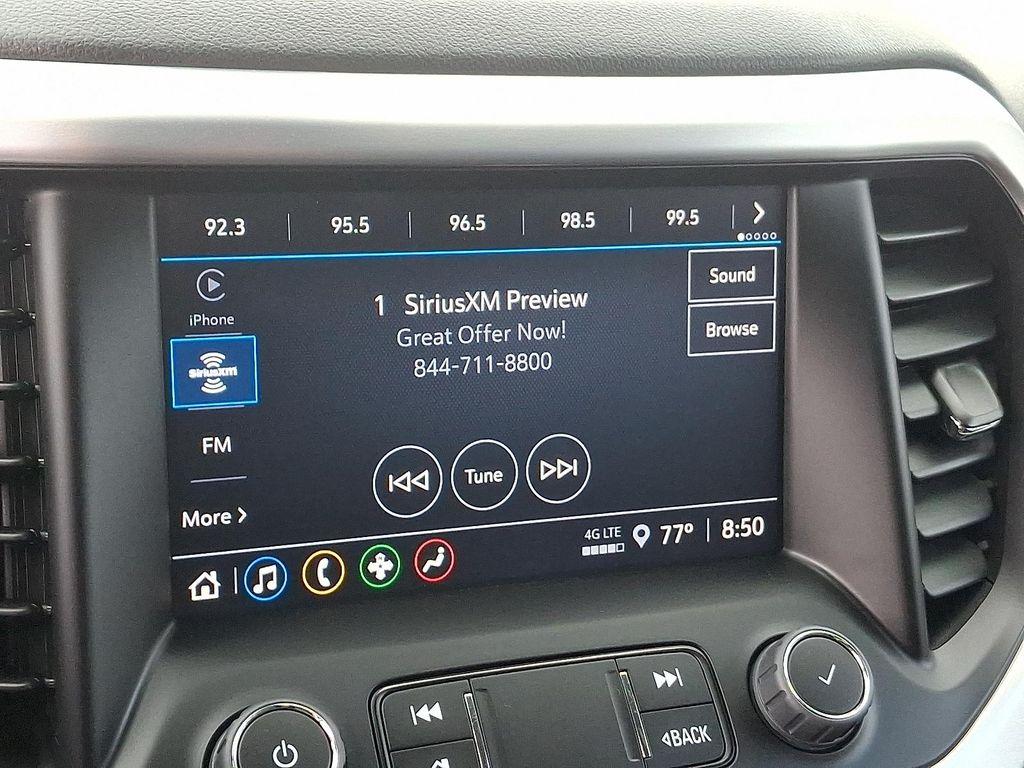 92.3 95.5 96.5 98.5 99.5
iPhone
SiriusXM
FM
More
1 SiriusXM Preview
Great Offer Now!
844-711-8800
Sound
Browse
Tune
4G LTE
77° 8:50
BACK